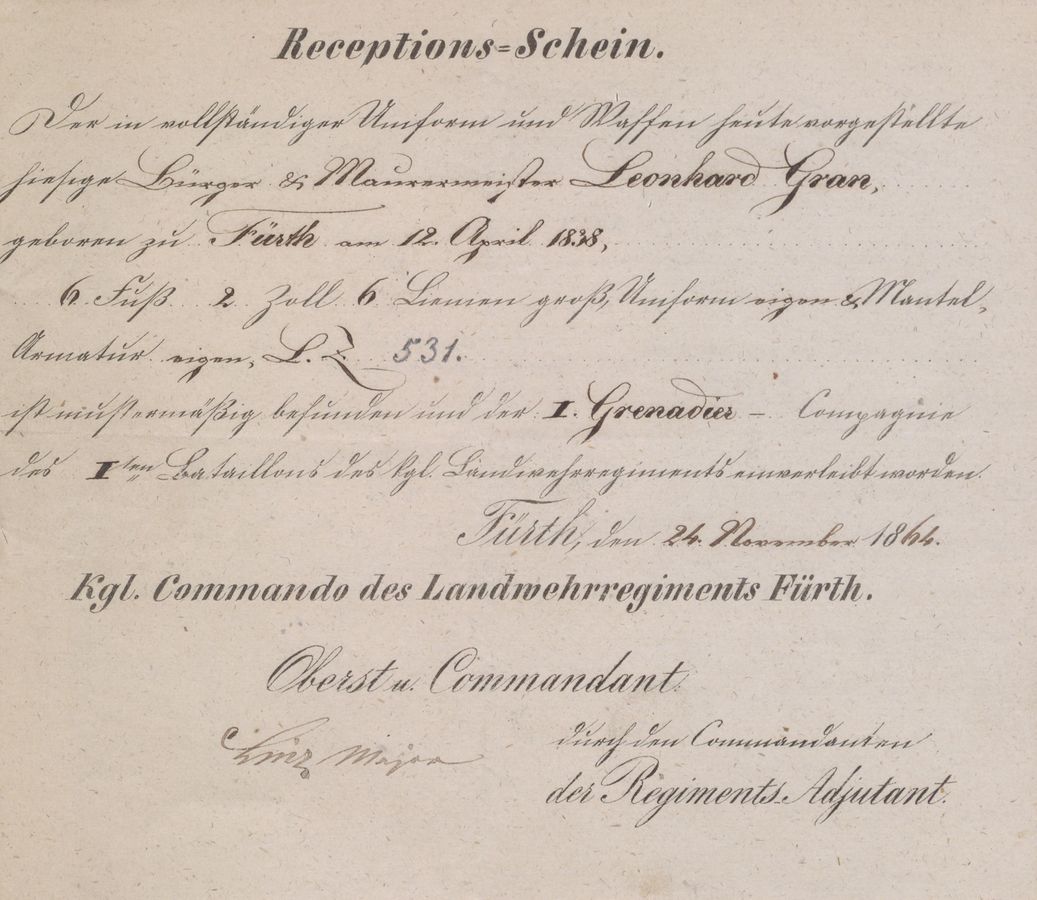 Receptions=Schein.
Der in vollständiger Uniform und Waffen heute vorgestellte
hiesige Bürger & Maurermeister Leonhard Gran,
geboren zu Fürth am 12. April 1838,
6 Fuß 2 Zoll 6 Linien groß, Uniform eigen & Mantel,
Armatur eigen, L. Z. 531.
ist mustermäßig befunden und der I. Grenadier - Compagnie
des Iten Bataillons des kgl. Landwehrregiments einverleibt worden.
Fürth, den 24. November 1864.
Kgl. Commando des Landwehrregiments Fürth.
Oberst u. Commandant.
Major
durch den Commandanten
der Regiments-Adjutant.